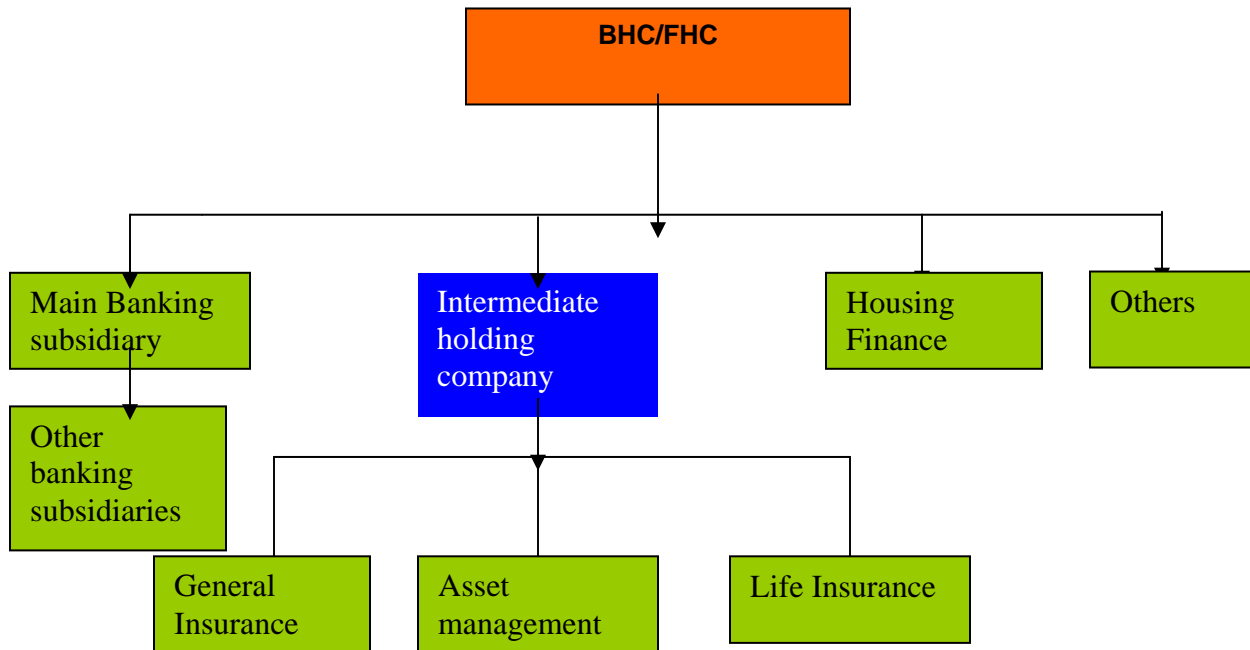 BHC/FHC
Main Banking
subsidiary
Intermediate
holding
company
Housing
Finance
Others
Other
banking
subsidiaries
General
Insurance
Asset
management
Life Insurance